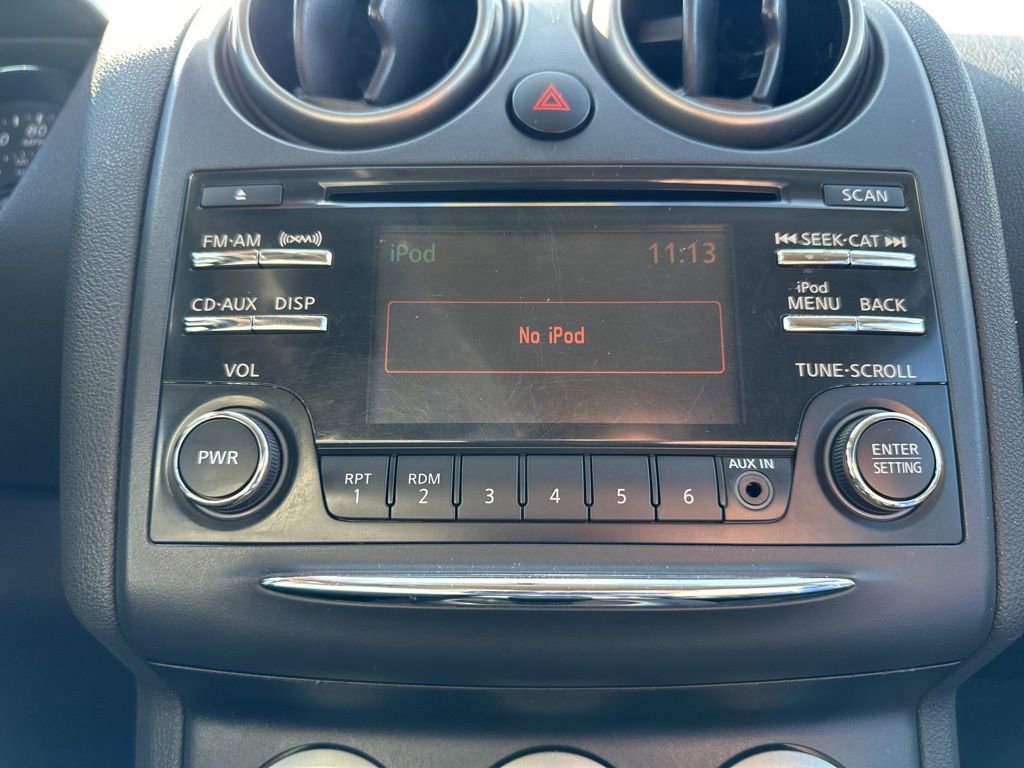 SCAN
FM·AM ((XM))
SEEK·CAT
iPod 11:13
CD·AUX DISP
iPod
MENU BACK
No iPod
VOL
TUNE·SCROLL
PWR
ENTER
SETTING
AUX IN
RPT RDM
1 2 3 4 5 6